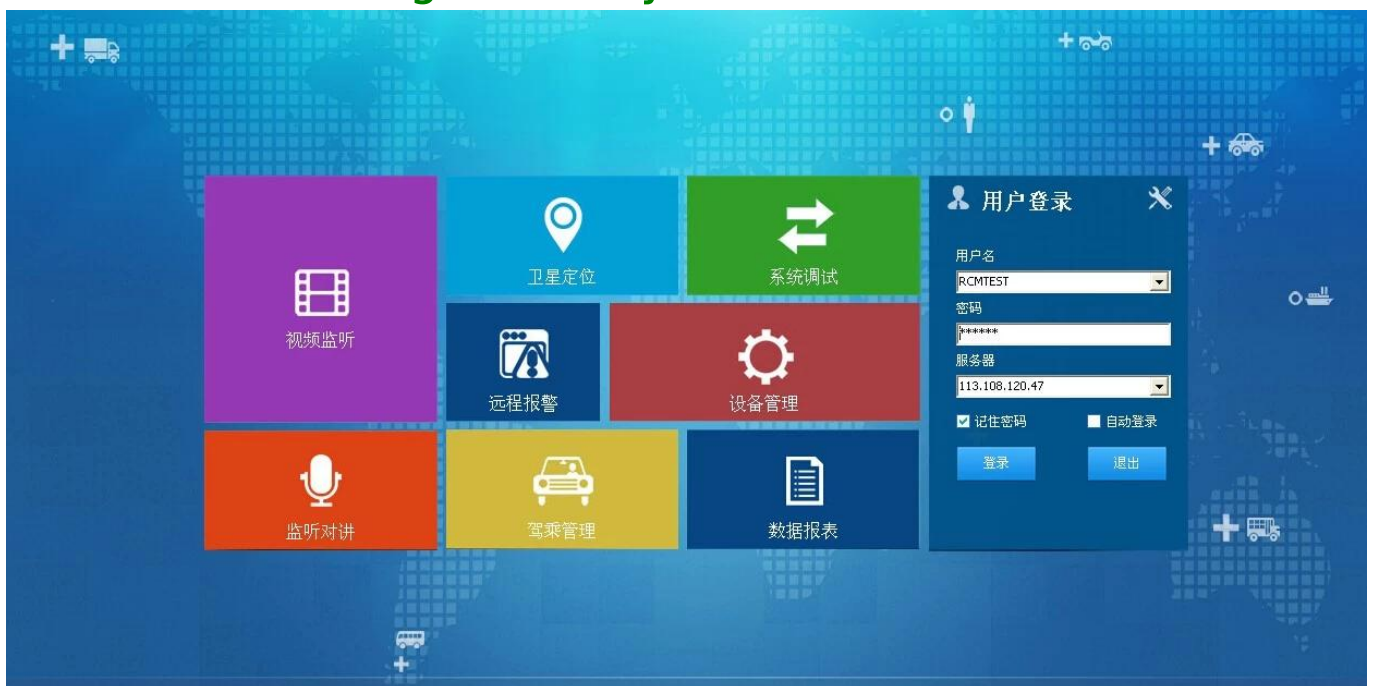 卫星定位
系统调试
视频监听
远程报警
设备管理
监听对讲
驾乘管理
数据报表
用户登录
用户名
RCMTEST
密码
******
服务器
113.108.120.47
记住密码
自动登录
登录
退出